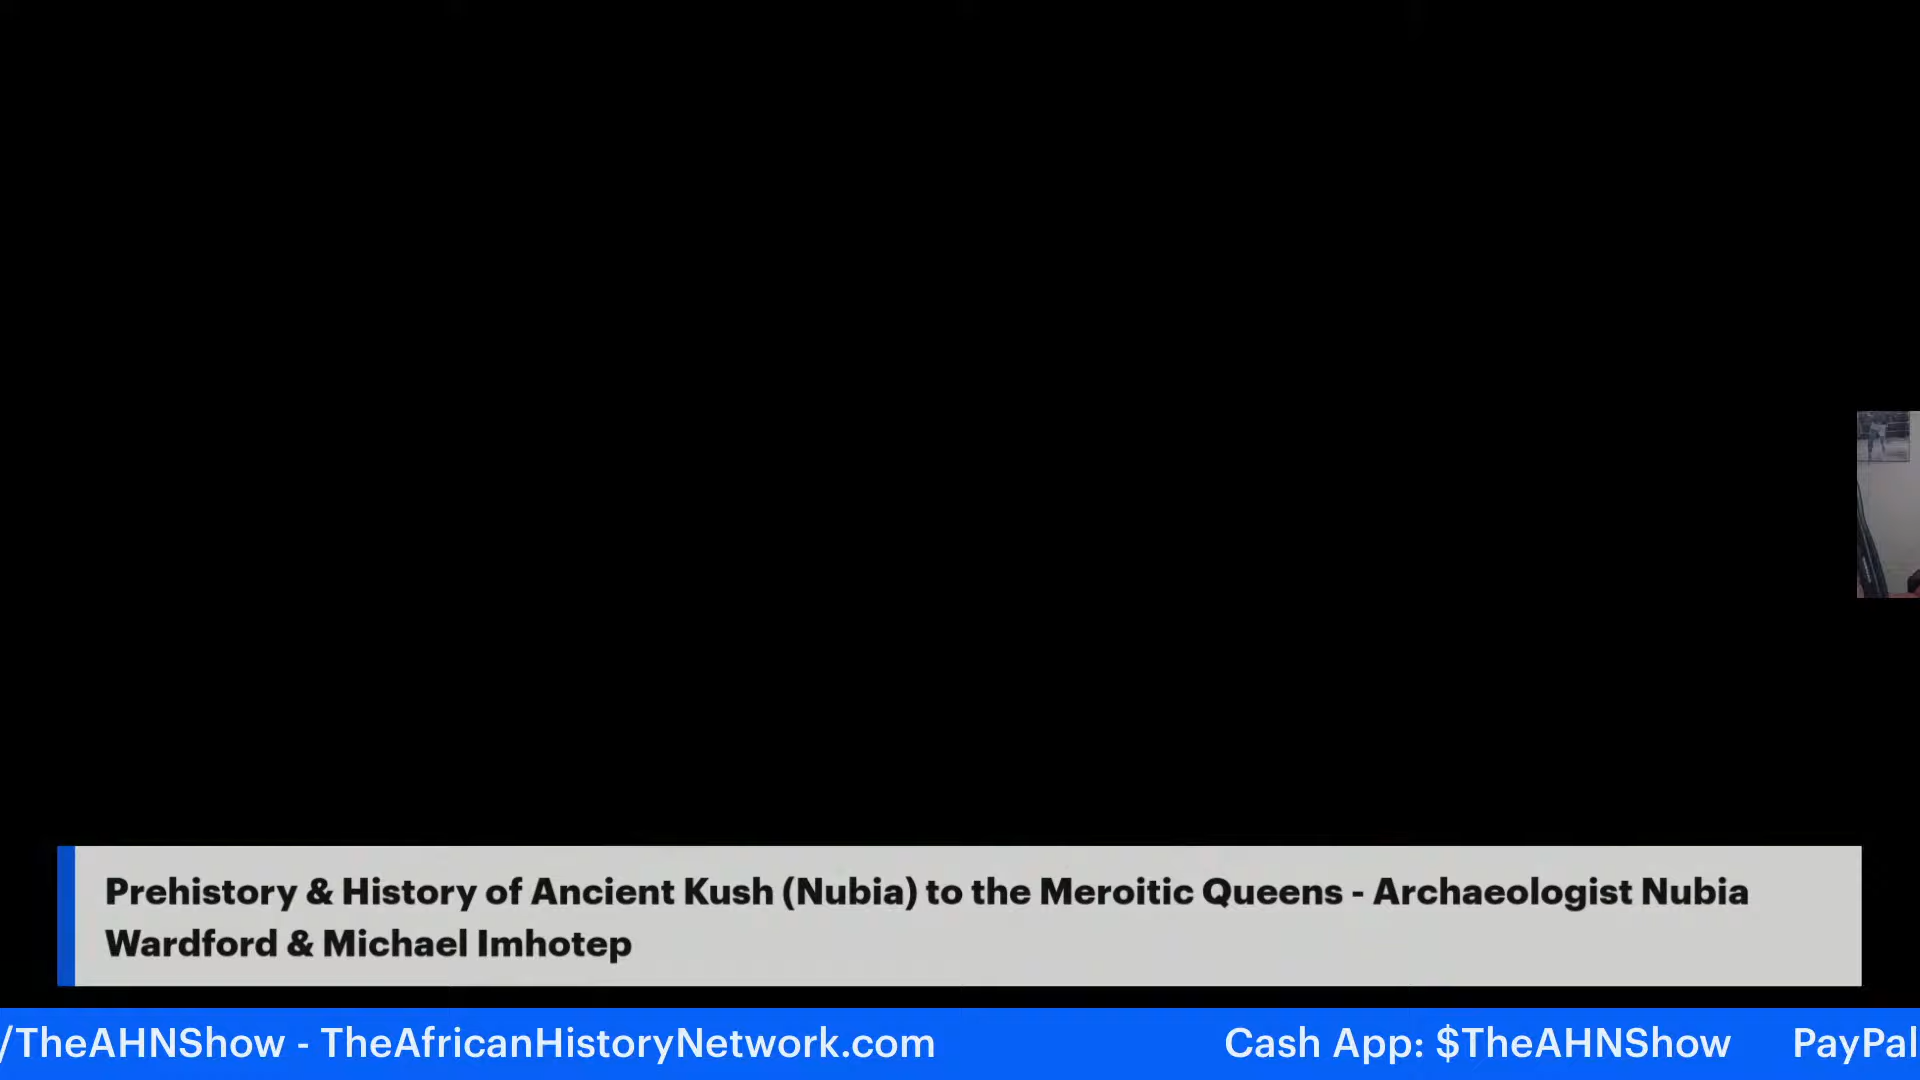 Prehistory & History of Ancient Kush (Nubia) to the Meroitic Queens - Archaeologist Nubia
Wardford & Michael Imhotep
/TheAHNShow - TheAfricanHistoryNetwork.com Cash App: $TheAHNShow PayPal